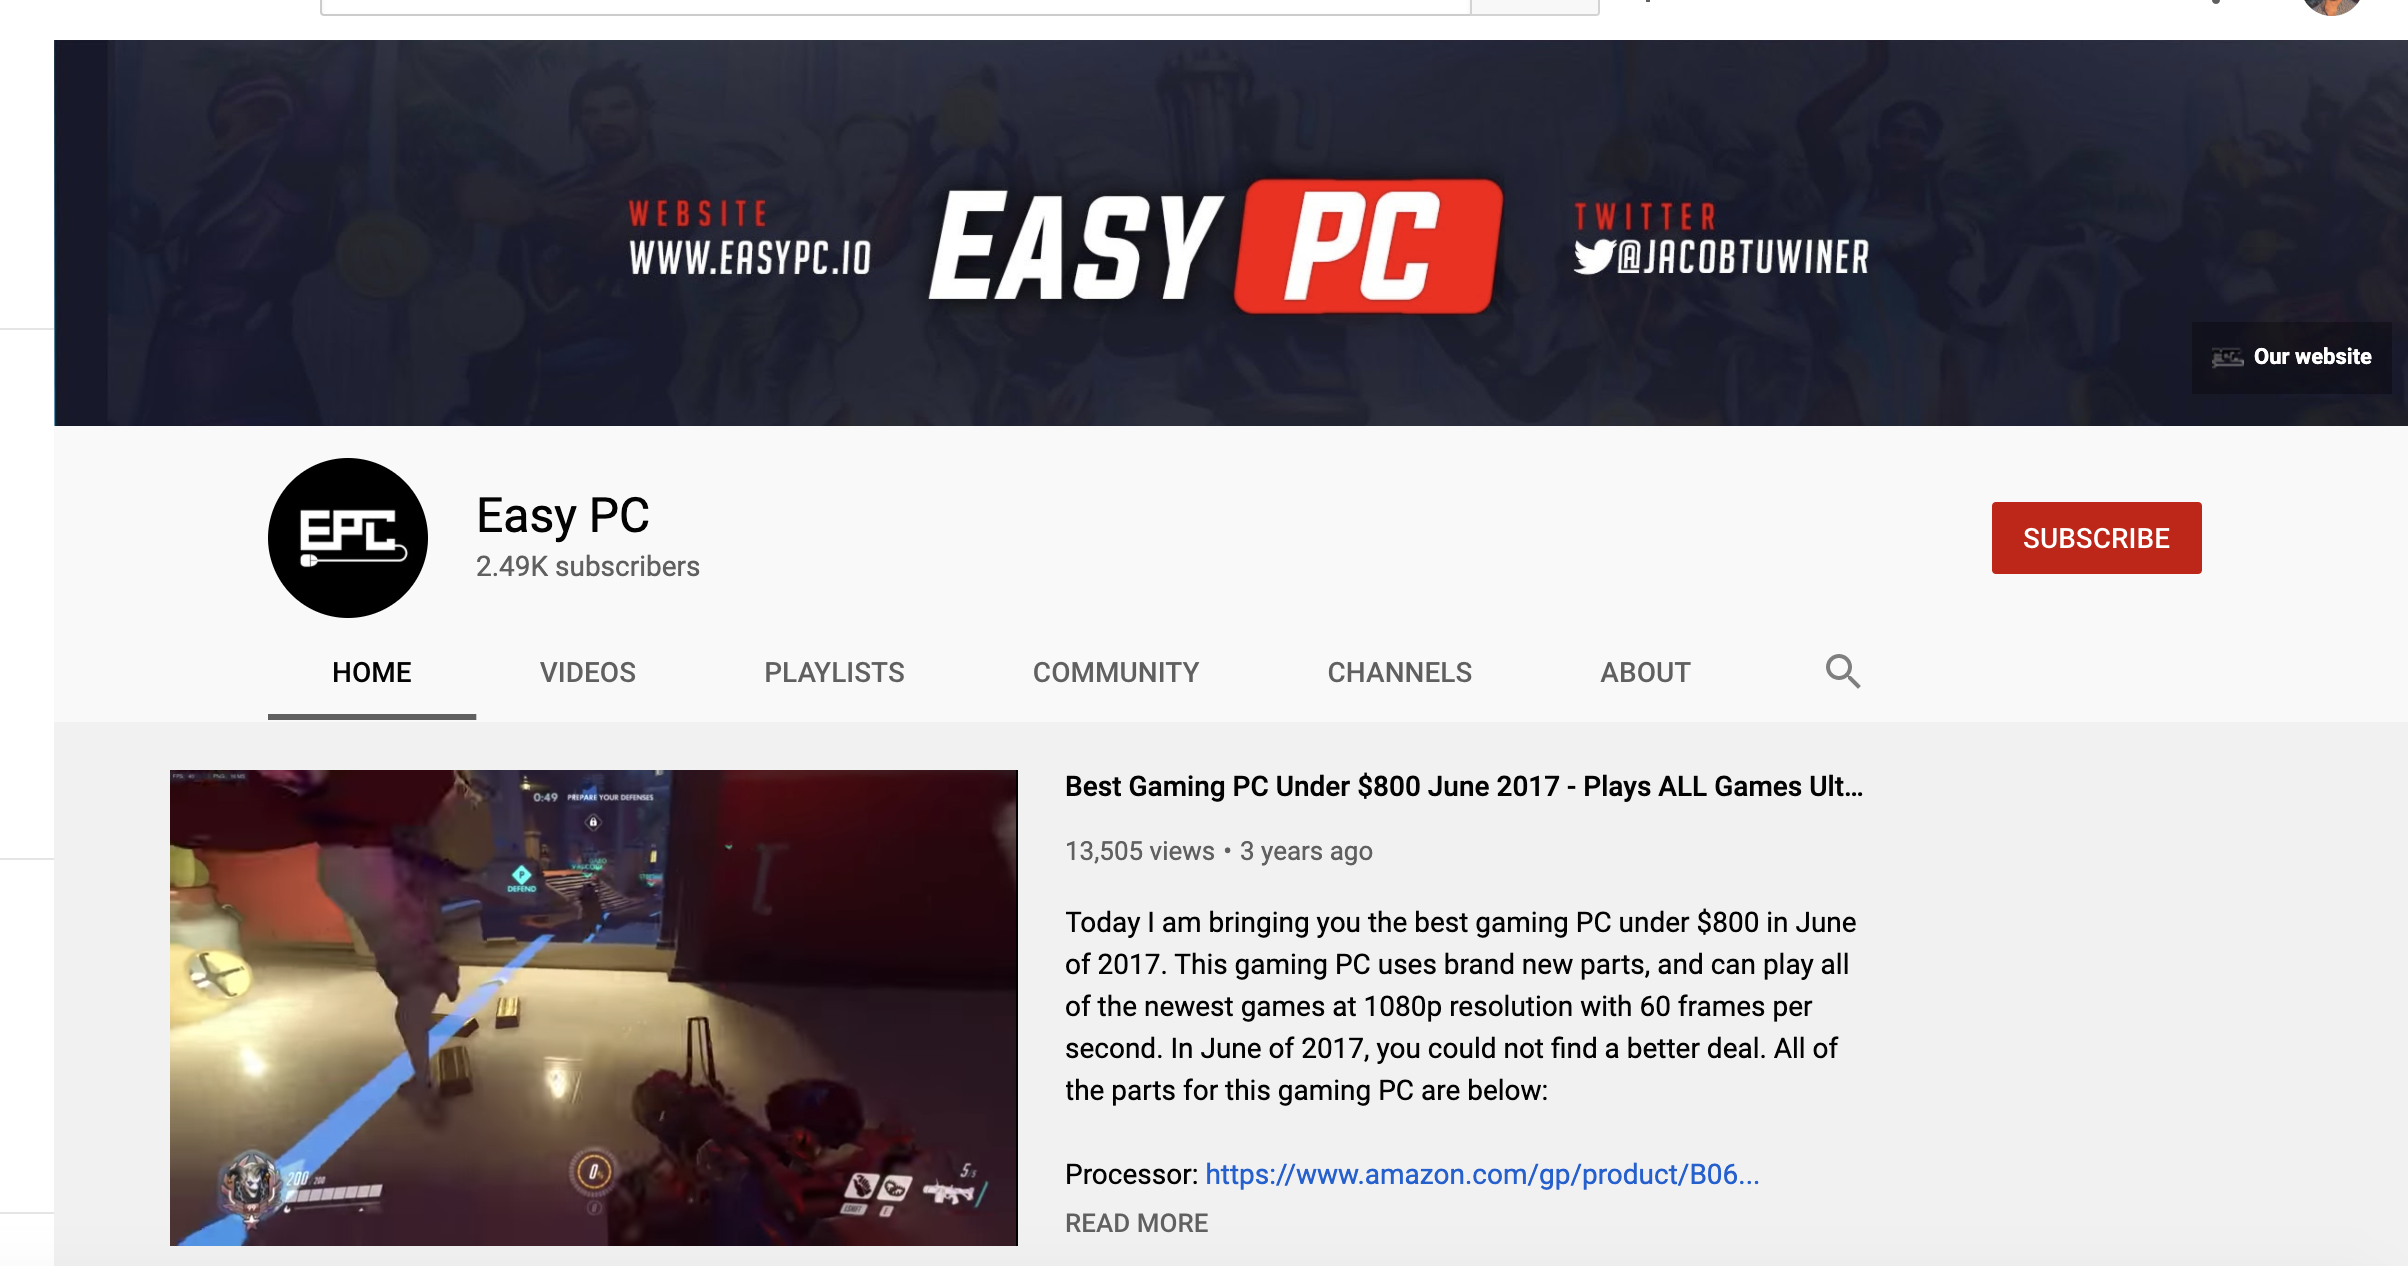 WEBSITE
WWW.EASYPC.IO
EASY PC
TWITTER
@JACOBTUWINER
Our website
EPC
Easy PC
2.49K subscribers
SUBSCRIBE
HOME VIDEOS PLAYLISTS COMMUNITY CHANNELS ABOUT
0:49 PREPARE YOUR DEFENSES
P
DEFEND
200
0%
5
Best Gaming PC Under $800 June 2017 - Plays ALL Games Ult...
13,505 views • 3 years ago
Today I am bringing you the best gaming PC under $800 in June
of 2017. This gaming PC uses brand new parts, and can play all
of the newest games at 1080p resolution with 60 frames per
second. In June of 2017, you could not find a better deal. All of
the parts for this gaming PC are below:
Processor: https://www.amazon.com/gp/product/B06...
READ MORE